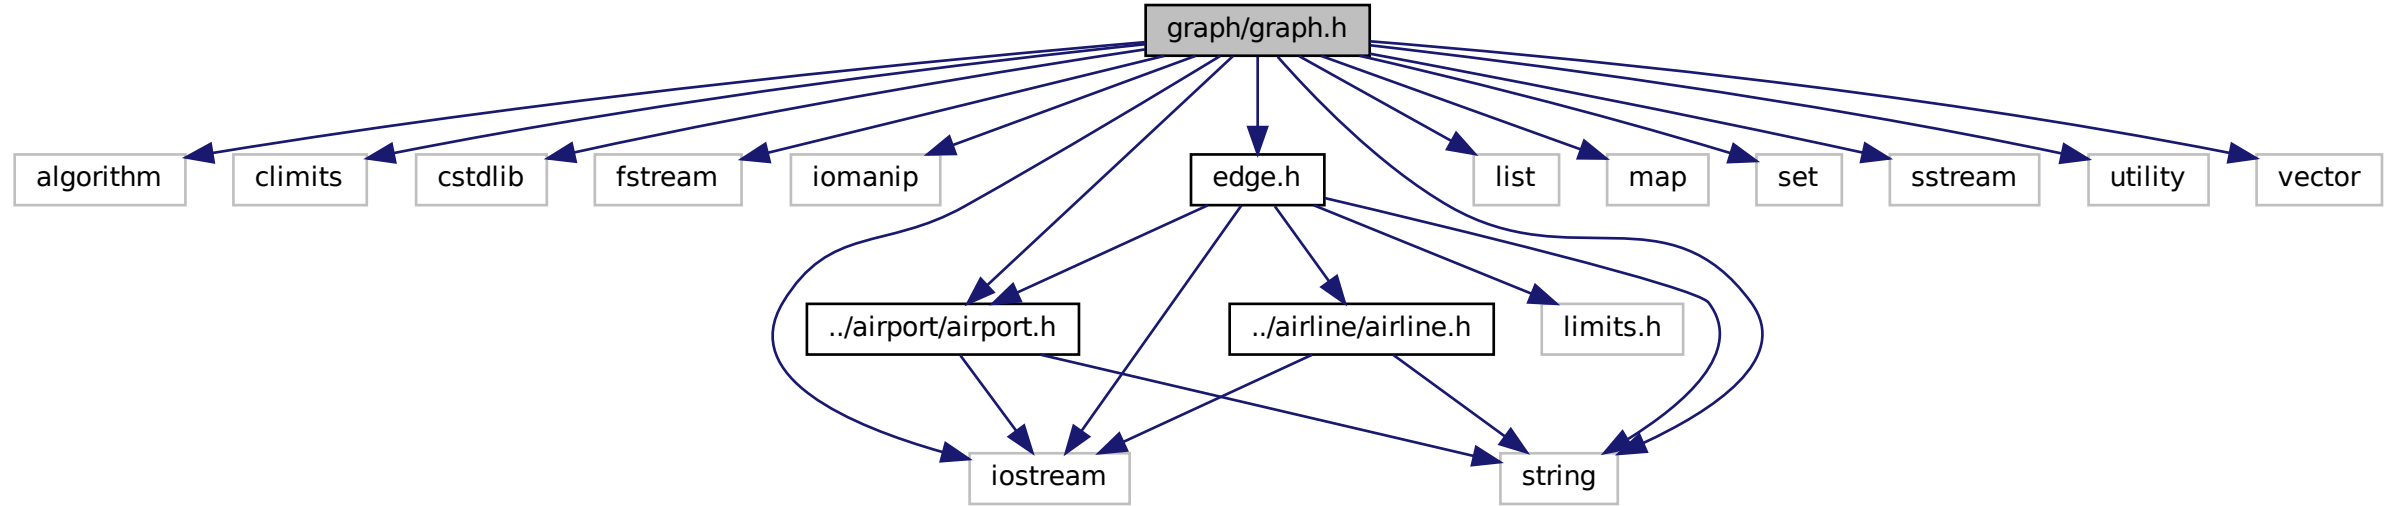 graph/graph.h
algorithm
climits
cstdlib
fstream
iomanip
edge.h
list
map
set
sstream
utility
vector
../airport/airport.h
../airline/airline.h
limits.h
iostream
string